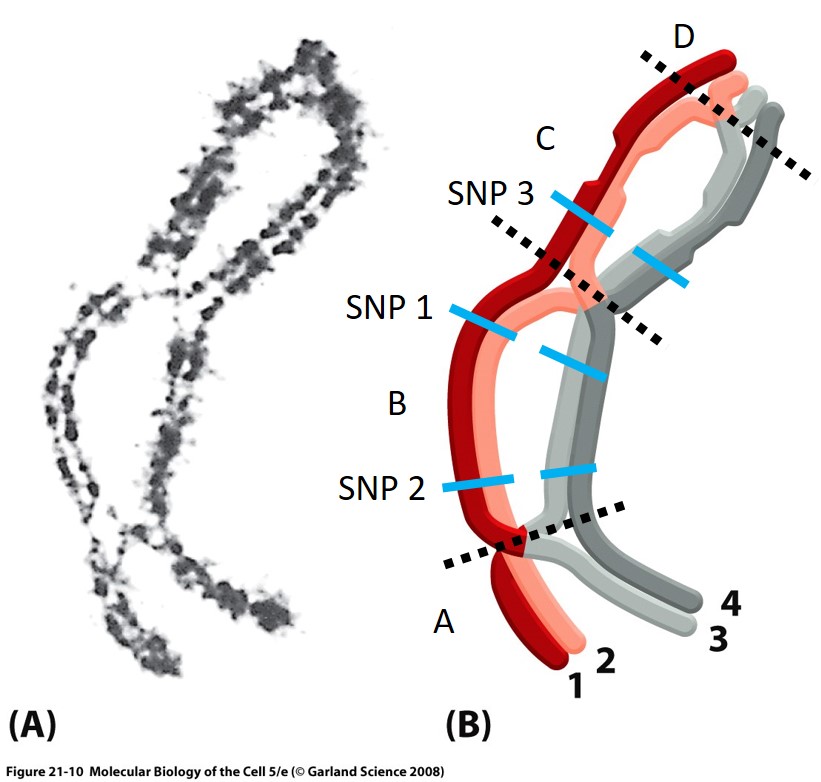 D
C
SNP 3
SNP 1
B
SNP 2
A
4
3
2
1
(A)
(B)
Figure 21-10 Molecular Biology of the Cell 5/e (© Garland Science 2008)